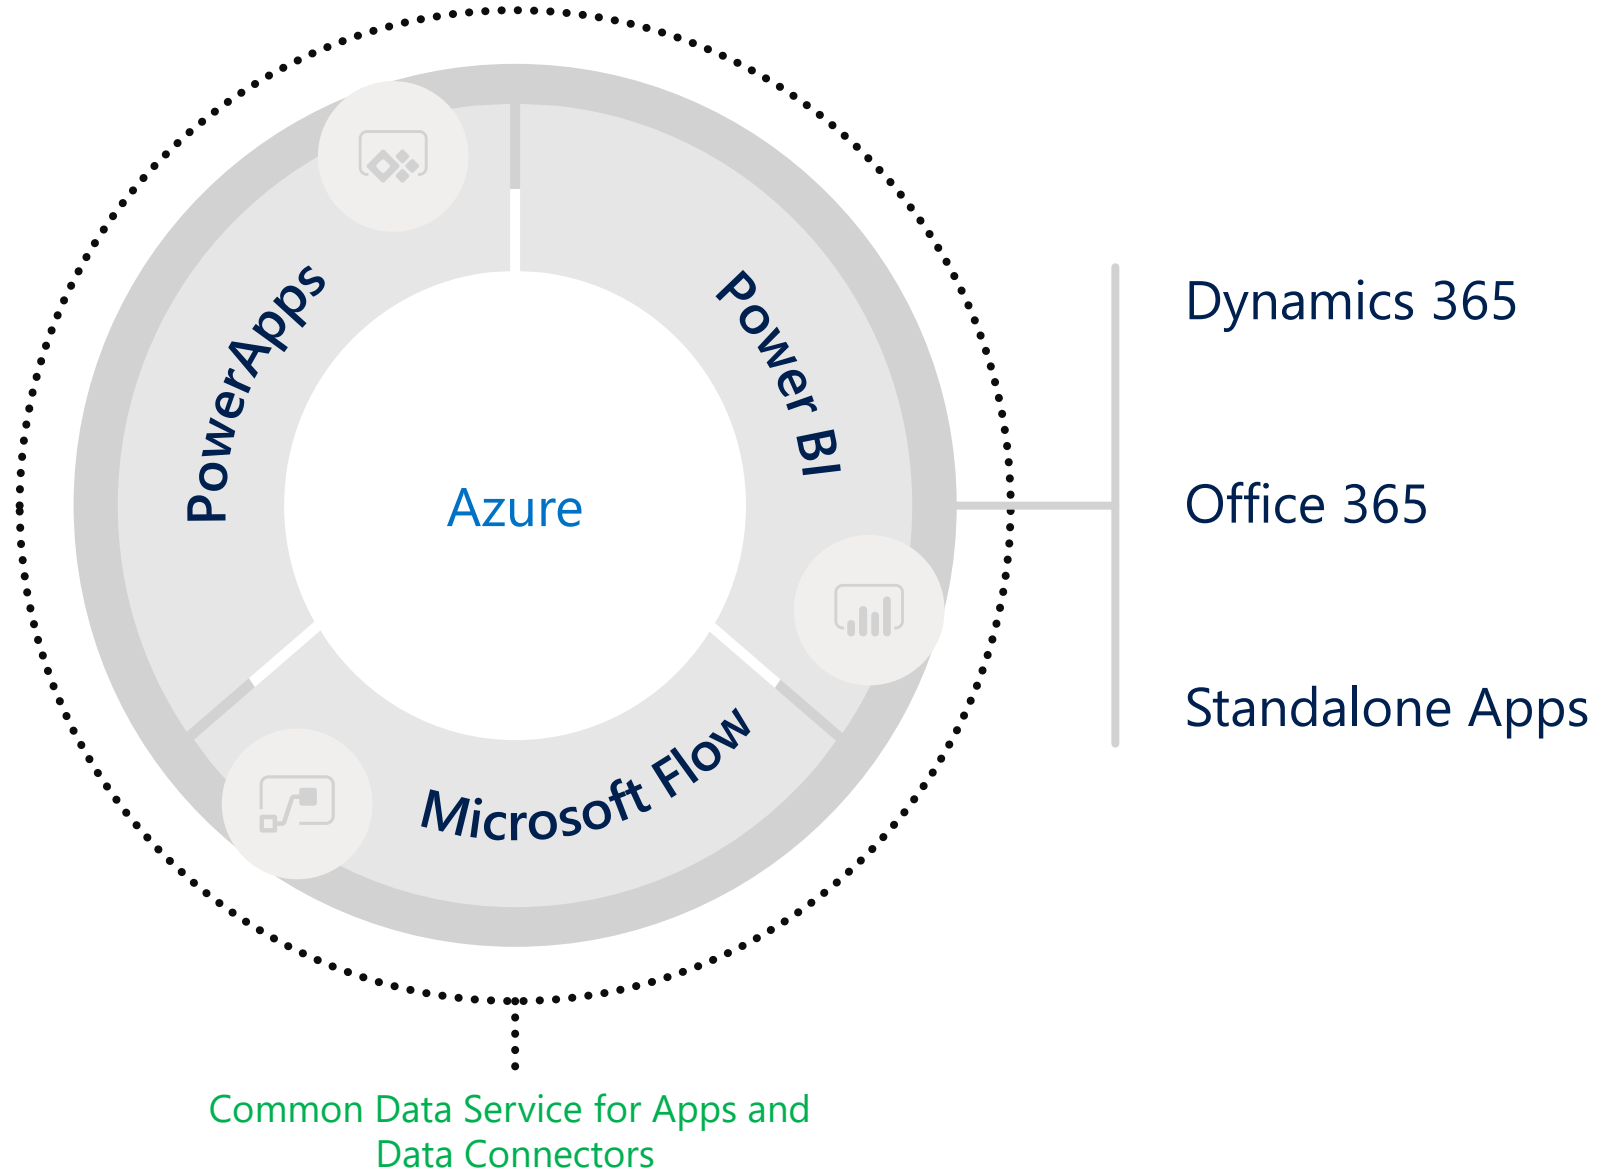 PowerApps
Power BI
Azure
Microsoft Flow
Dynamics 365
Office 365
Standalone Apps
Common Data Service for Apps and
Data Connectors